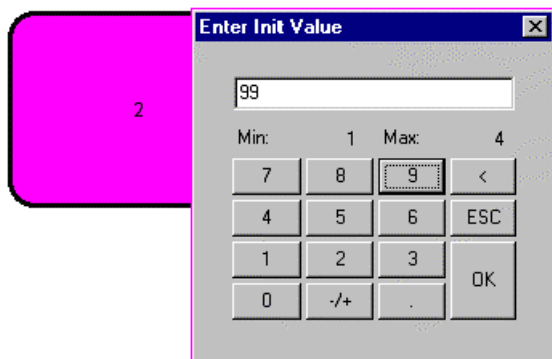 Enter Init Value
2
99
Min: 1 Max: 4
7 8 9 <
4 5 6 ESC
1 2 3
OK
0 -/+ .